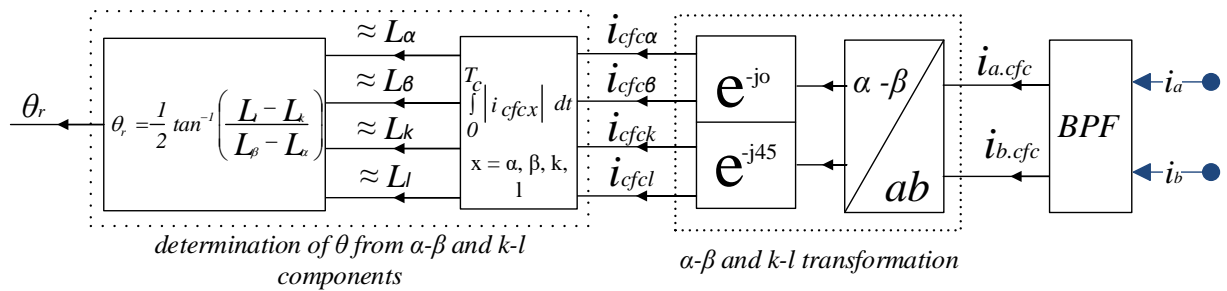 θr
θr = 1/2 tan⁻¹ ( L - Lk / Lβ - Lα )
≈ Lα
≈ Lβ
≈ Lk
≈ Ll
Tc
∫ | i cfcx | dt
0
x = α, β, k,
l
icfcα
icfcβ
icfck
icfcl
e^-jo
e^-j45
α -β
ab
ia.cfc
ib.cfc
BPF
ia
ib
determination of θ from α-β and k-l
components
α-β and k-l transformation